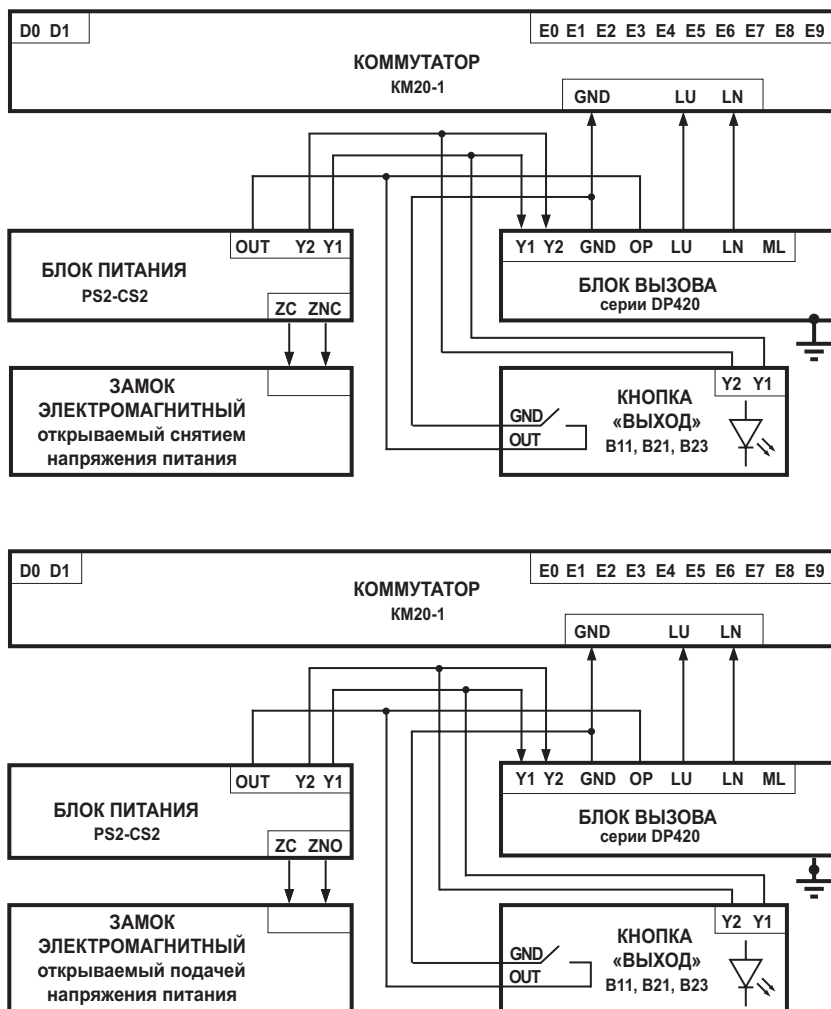 D0 D1
E0 E1 E2 E3 E4 E5 E6 E7 E8 E9
КОММУТАТОР
КМ20-1
GND LU LN
OUT Y2 Y1
Y1 Y2 GND OP LU LN ML
БЛОК ПИТАНИЯ
PS2-CS2
ZC ZNC
БЛОК ВЫЗОВА
серии DP420
ЗАМОК
ЭЛЕКТРОМАГНИТНЫЙ
открываемый снятием
напряжения питания
Y2 Y1
КНОПКА
«ВЫХОД»
B11, B21, B23
GND
OUT
D0 D1
E0 E1 E2 E3 E4 E5 E6 E7 E8 E9
КОММУТАТОР
КМ20-1
GND LU LN
OUT Y2 Y1
Y1 Y2 GND OP LU LN ML
БЛОК ПИТАНИЯ
PS2-CS2
ZC ZNO
БЛОК ВЫЗОВА
серии DP420
ЗАМОК
ЭЛЕКТРОМАГНИТНЫЙ
открываемый подачей
напряжения питания
Y2 Y1
КНОПКА
«ВЫХОД»
B11, B21, B23
GND
OUT